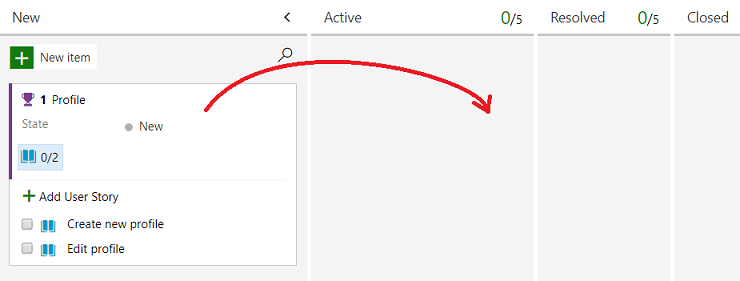 New Active 0/5 Resolved 0/5 Closed
New item
1 Profile
State New
0/2
Add User Story
Create new profile
Edit profile